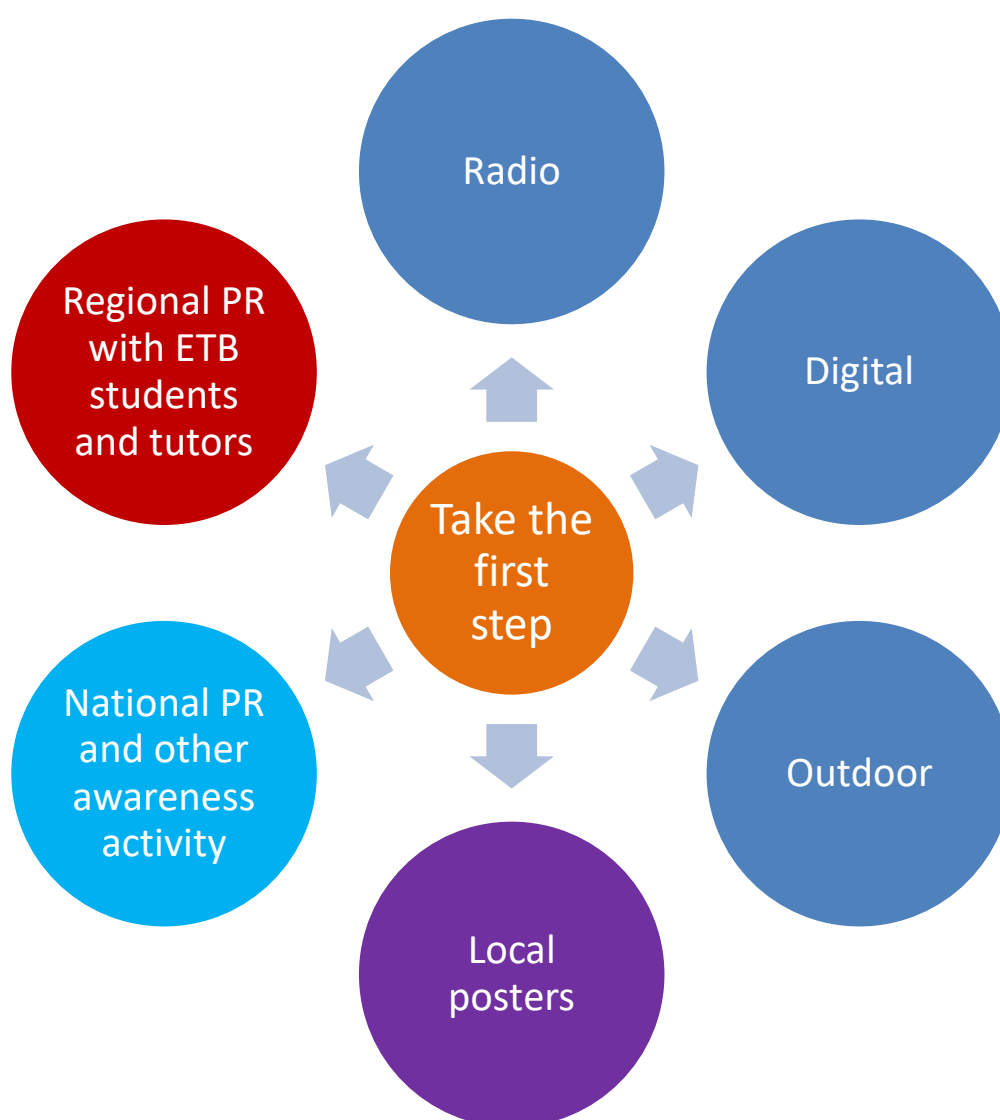 Radio
Digital
Outdoor
Local
posters
National PR
and other
awareness
activity
Regional PR
with ETB
students
and tutors
Take the
first
step